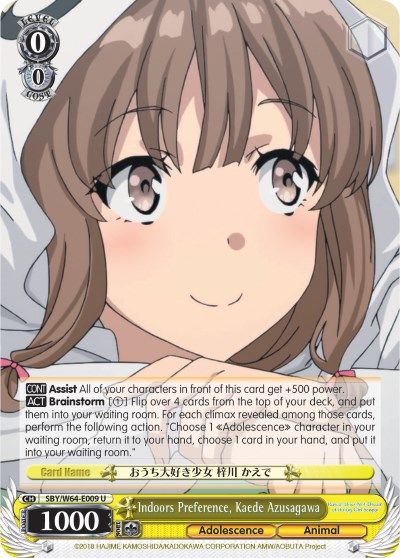 LEVEL
0
0
COST
CONT Assist All of your characters in front of this card get +500 power.
ACT Brainstorm [(1)] Flip over 4 cards from the top of your deck, and put
them into your waiting room. For each climax revealed among those cards,
perform the following action. "Choose 1 «Adolescence» character in your
waiting room, return it to your hand, choose 1 card in your hand, and put
it into your waiting room."
Card Name おうち大好き少女 梓川 かえで
CH SBY/W64-E009 U
Indoors Preference, Kaede Azusagawa
POWER 1000
Adolescence Animal
©2018 HAJIME KAMOSHIDA/KADOKAWA CORPORATION AMW/AOBUTA Project